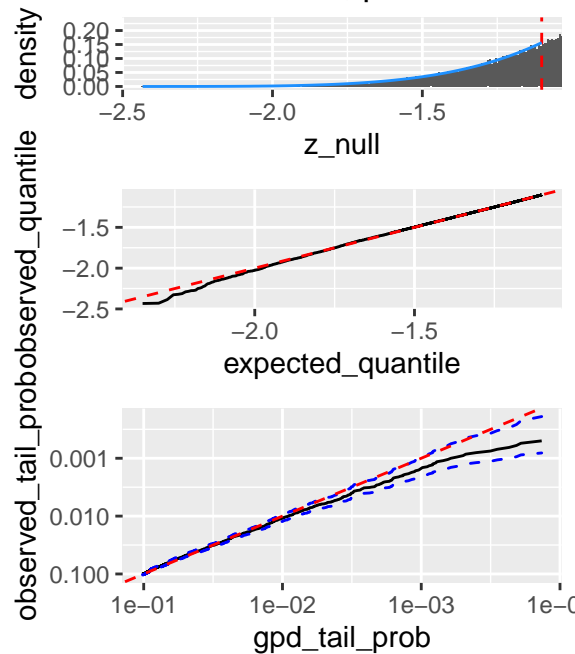 density
0.20
0.15
0.10
0.05
0.00
−2.5 −2.0 −1.5
z_null
observed_quantile
−1.5
−2.0
−2.5
−2.0 −1.5
expected_quantile
observed_tail_prob
0.001
0.010
0.100
1e−01 1e−02 1e−03
gpd_tail_prob